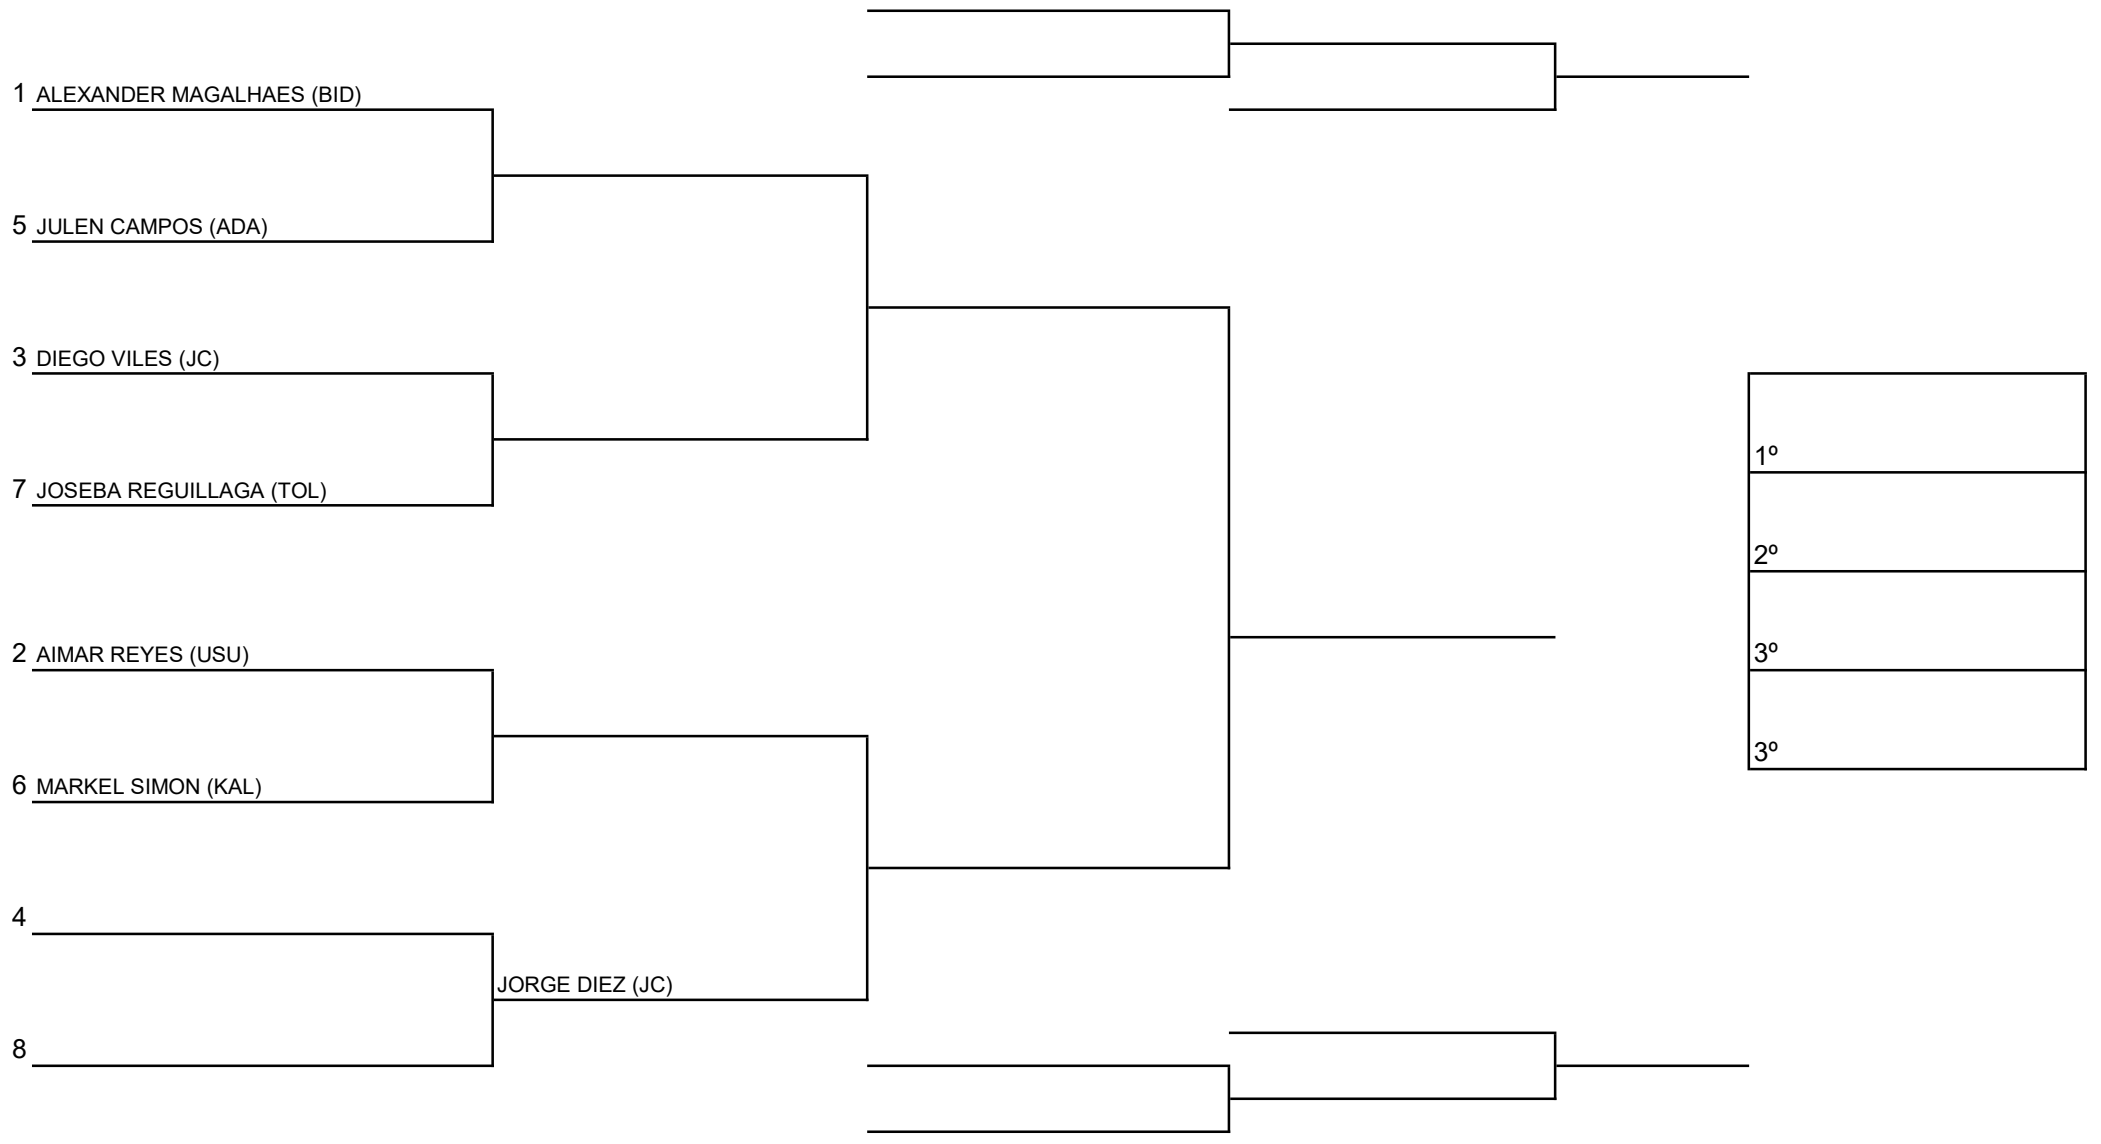 1 ALEXANDER MAGALHAES (BID)
5 JULEN CAMPOS (ADA)
3 DIEGO VILES (JC)
7 JOSEBA REGUILLAGA (TOL)
2 AIMAR REYES (USU)
6 MARKEL SIMON (KAL)
4
JORGE DIEZ (JC)
8
1º
2º
3º
3º